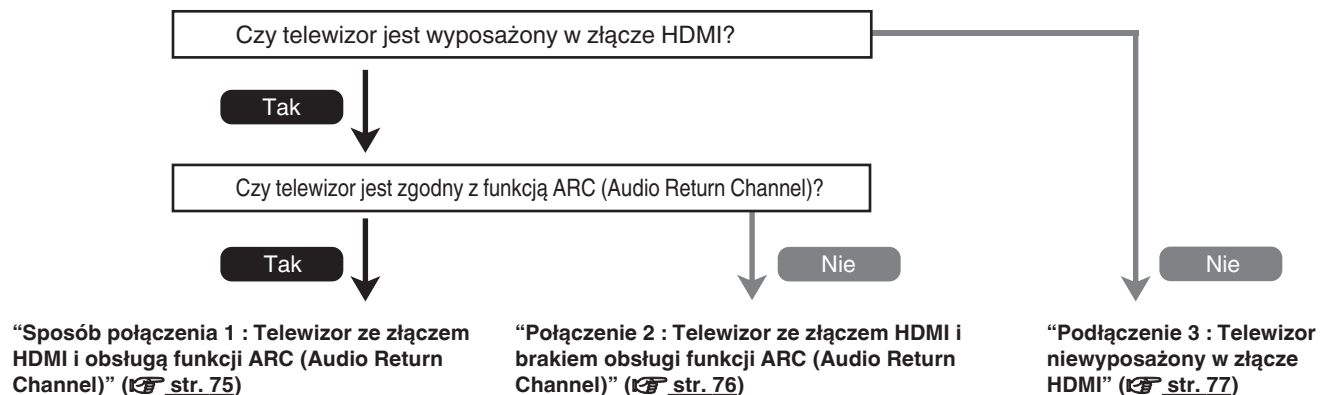 Czy telewizor jest wyposażony w złącze HDMI?
Tak
Czy telewizor jest zgodny z funkcją ARC (Audio Return Channel)?
Tak
Nie
Nie
“Sposób połączenia 1 : Telewizor ze złączem
HDMI i obsługą funkcji ARC (Audio Return
Channel)” (☞ str. 75)
“Połączenie 2 : Telewizor ze złączem HDMI i
brakiem obsługi funkcji ARC (Audio Return
Channel)” (☞ str. 76)
“Podłączenie 3 : Telewizor
niewyposażony w złącze
HDMI” (☞ str. 77)